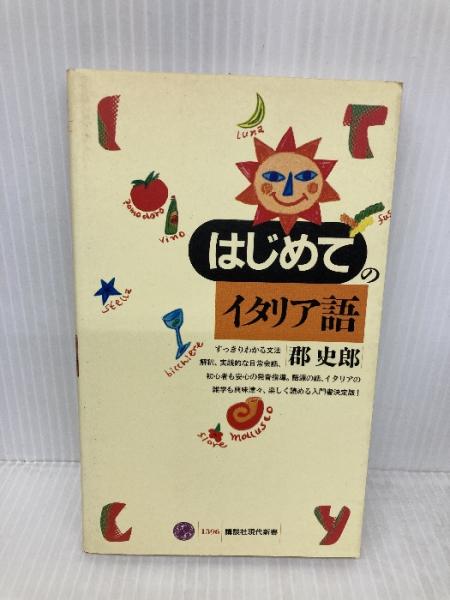 I
T
luna
pomodoro
vino
はじめての
イタリア語
stella
bicchiere
すっきりわかる文法
解釈、実践的な日常会話、
初心者も安心の発音指導。語源の話、イタリアの
雑学も興味津々、楽しく読める入門書決定版!
郡 史郎
fiore
mollusco
L
Y
1396 講談社現代新書